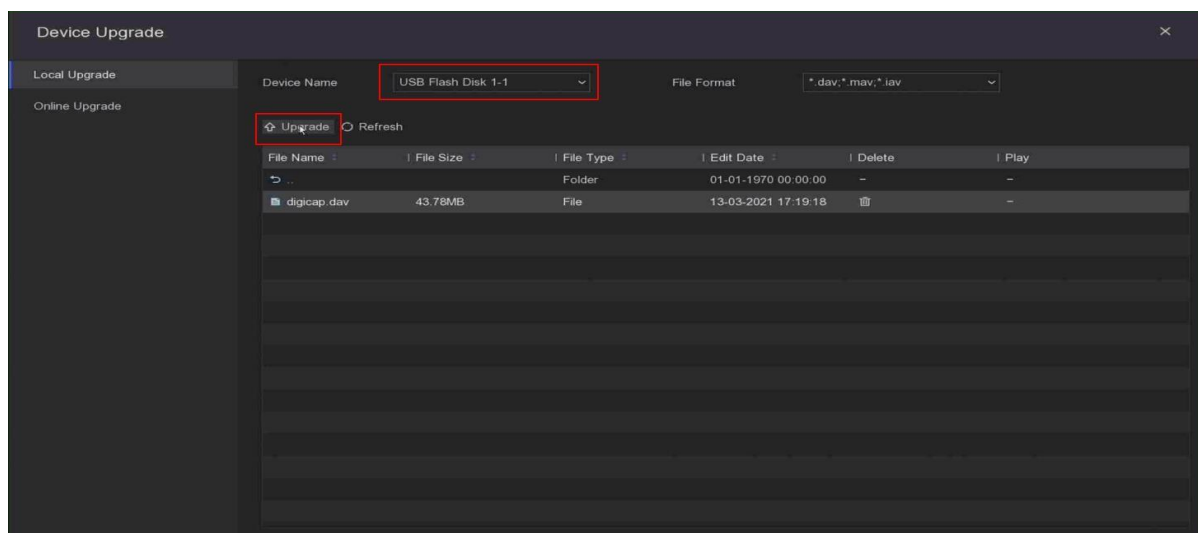 Device Upgrade
Local Upgrade
Online Upgrade
Device Name USB Flash Disk 1-1 File Format *.dav;*.mav;*.iav
Upgrade Refresh
File Name File Size File Type Edit Date Delete Play
.. Folder 01-01-1970 00:00:00 – –
digicap.dav 43.78MB File 13-03-2021 17:19:18 –